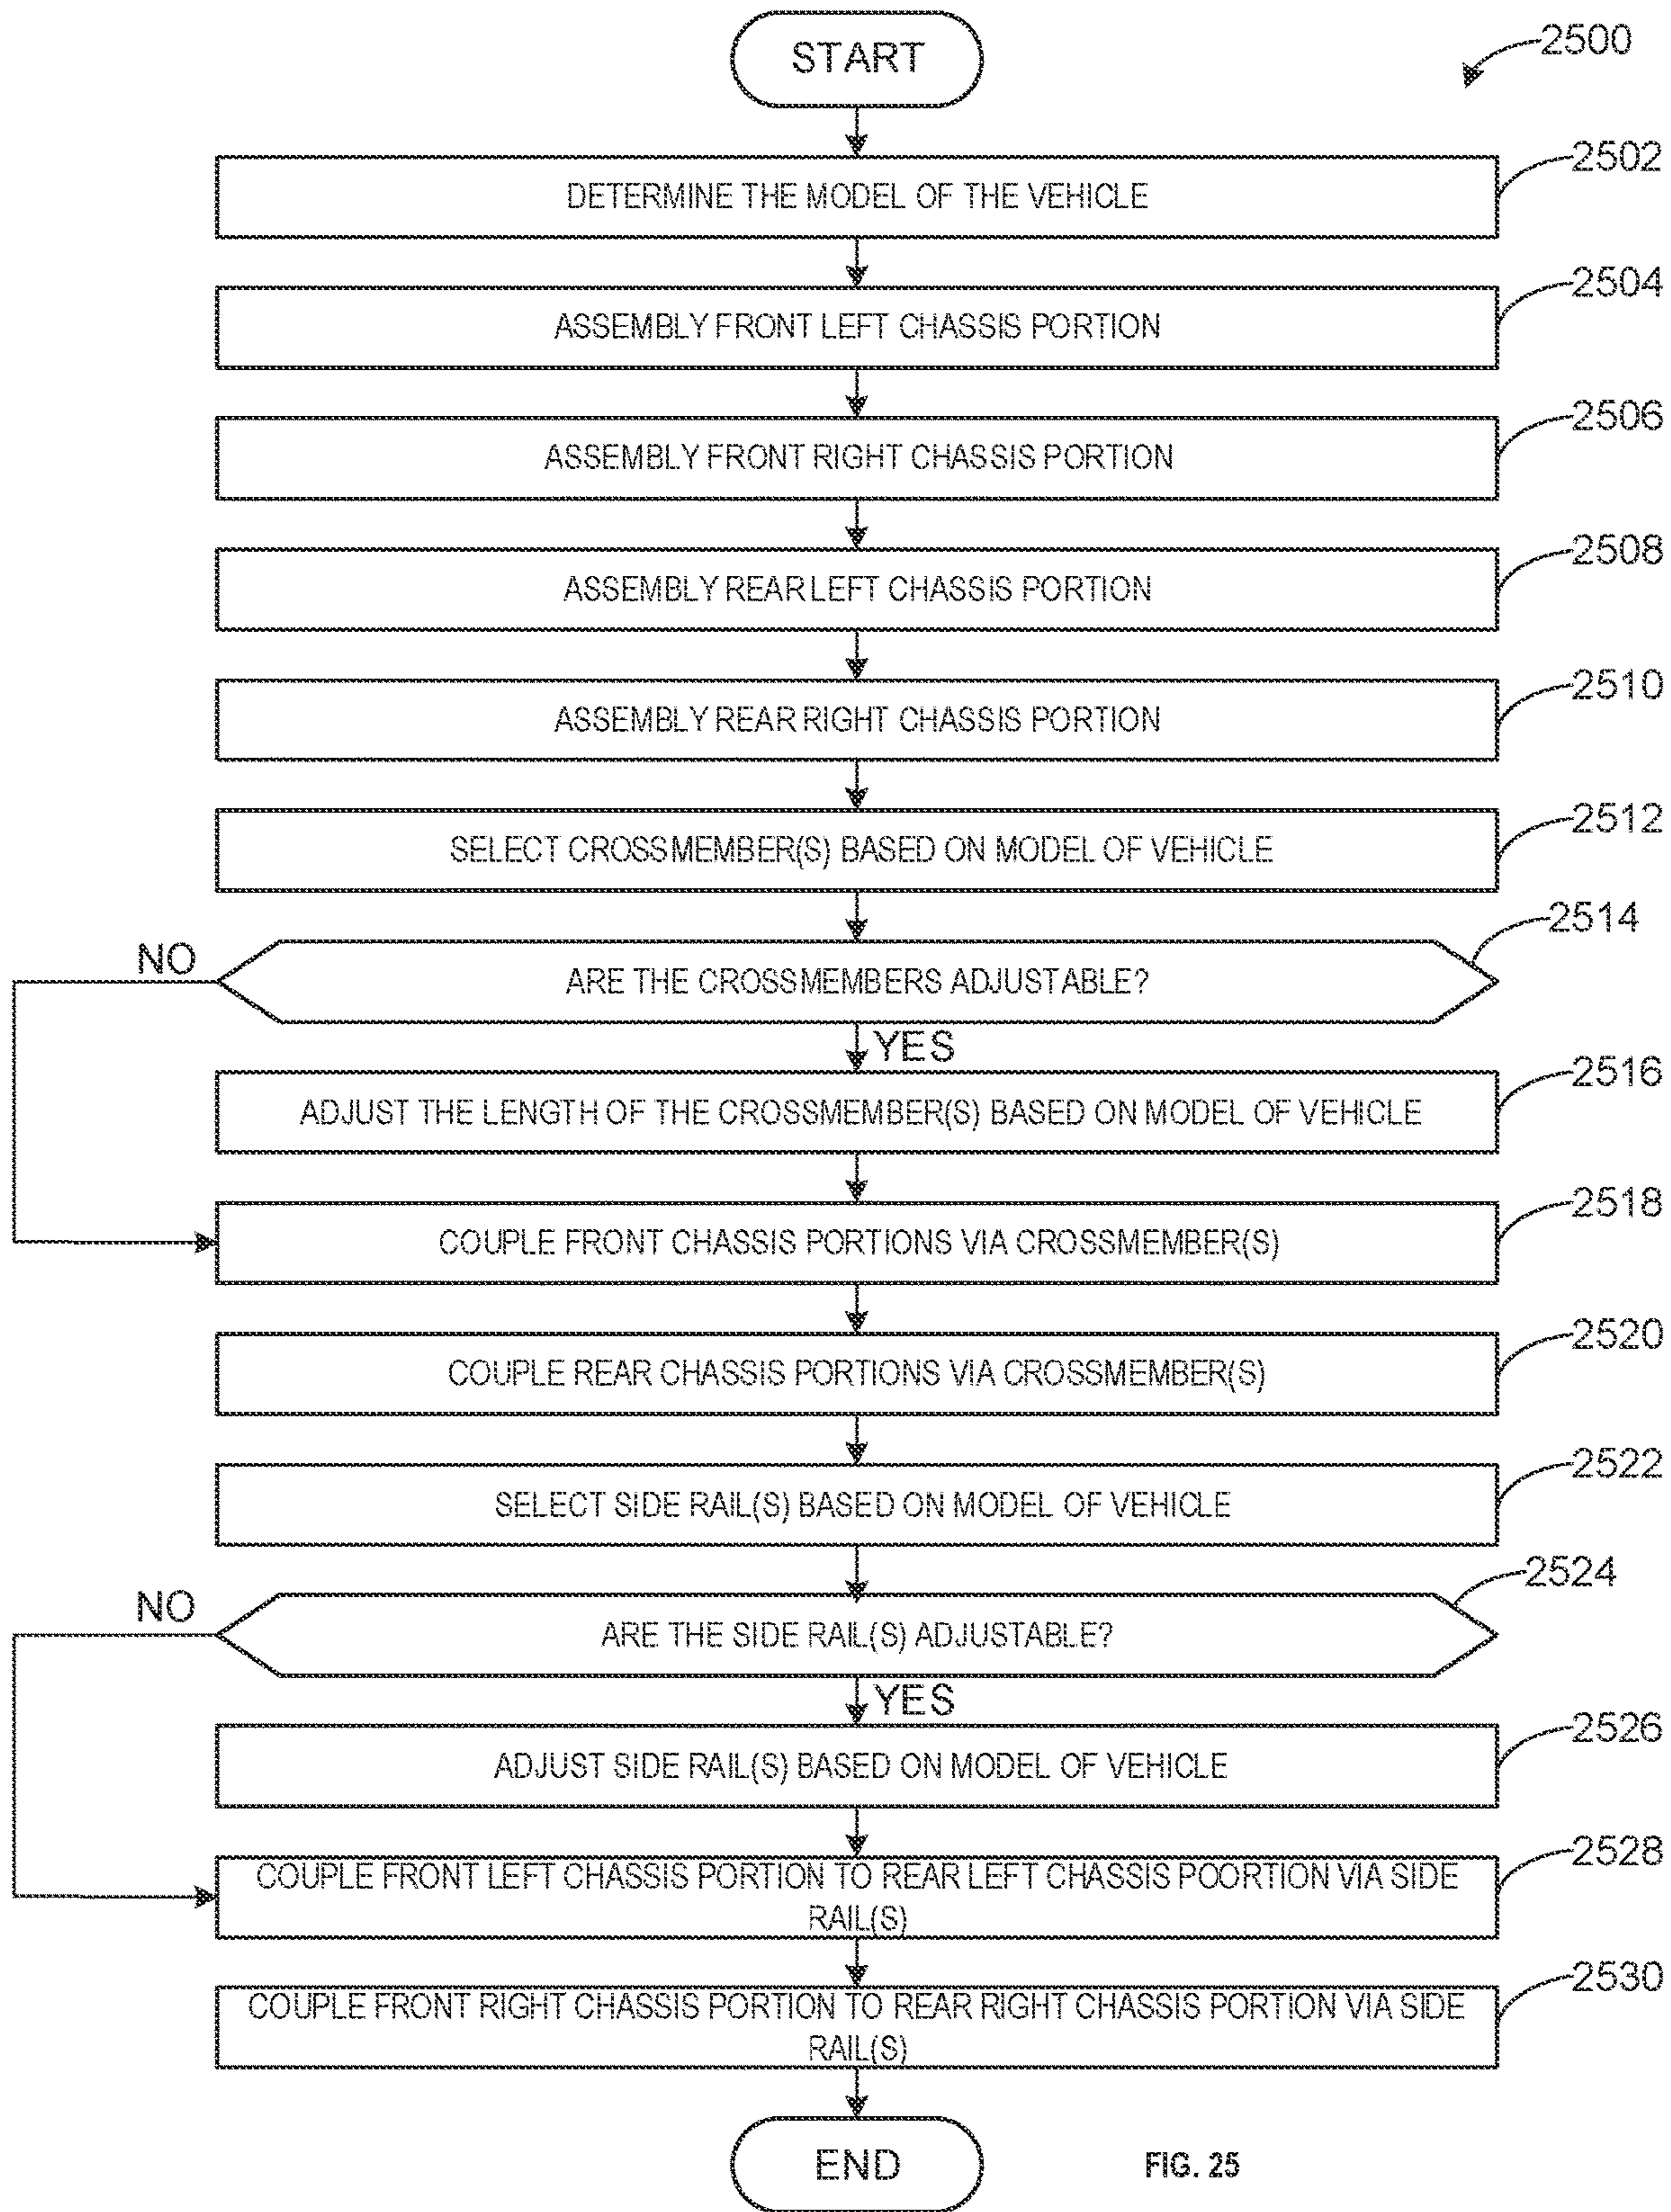 START
2500
2502
DETERMINE THE MODEL OF THE VEHICLE
2504
ASSEMBLY FRONT LEFT CHASSIS PORTION
2506
ASSEMBLY FRONT RIGHT CHASSIS PORTION
2508
ASSEMBLY REAR LEFT CHASSIS PORTION
2510
ASSEMBLY REAR RIGHT CHASSIS PORTION
2512
SELECT CROSSMEMBER(S) BASED ON MODEL OF VEHICLE
2514
NO
ARE THE CROSSMEMBERS ADJUSTABLE?
YES
2516
ADJUST THE LENGTH OF THE CROSSMEMBER(S) BASED ON MODEL OF VEHICLE
2518
COUPLE FRONT CHASSIS PORTIONS VIA CROSSMEMBER(S)
2520
COUPLE REAR CHASSIS PORTIONS VIA CROSSMEMBER(S)
2522
SELECT SIDE RAIL(S) BASED ON MODEL OF VEHICLE
2524
NO
ARE THE SIDE RAIL(S) ADJUSTABLE?
YES
2526
ADJUST SIDE RAIL(S) BASED ON MODEL OF VEHICLE
2528
COUPLE FRONT LEFT CHASSIS PORTION TO REAR LEFT CHASSIS POORTION VIA SIDE
RAIL(S)
2530
COUPLE FRONT RIGHT CHASSIS PORTION TO REAR RIGHT CHASSIS PORTION VIA SIDE
RAIL(S)
END
FIG. 25